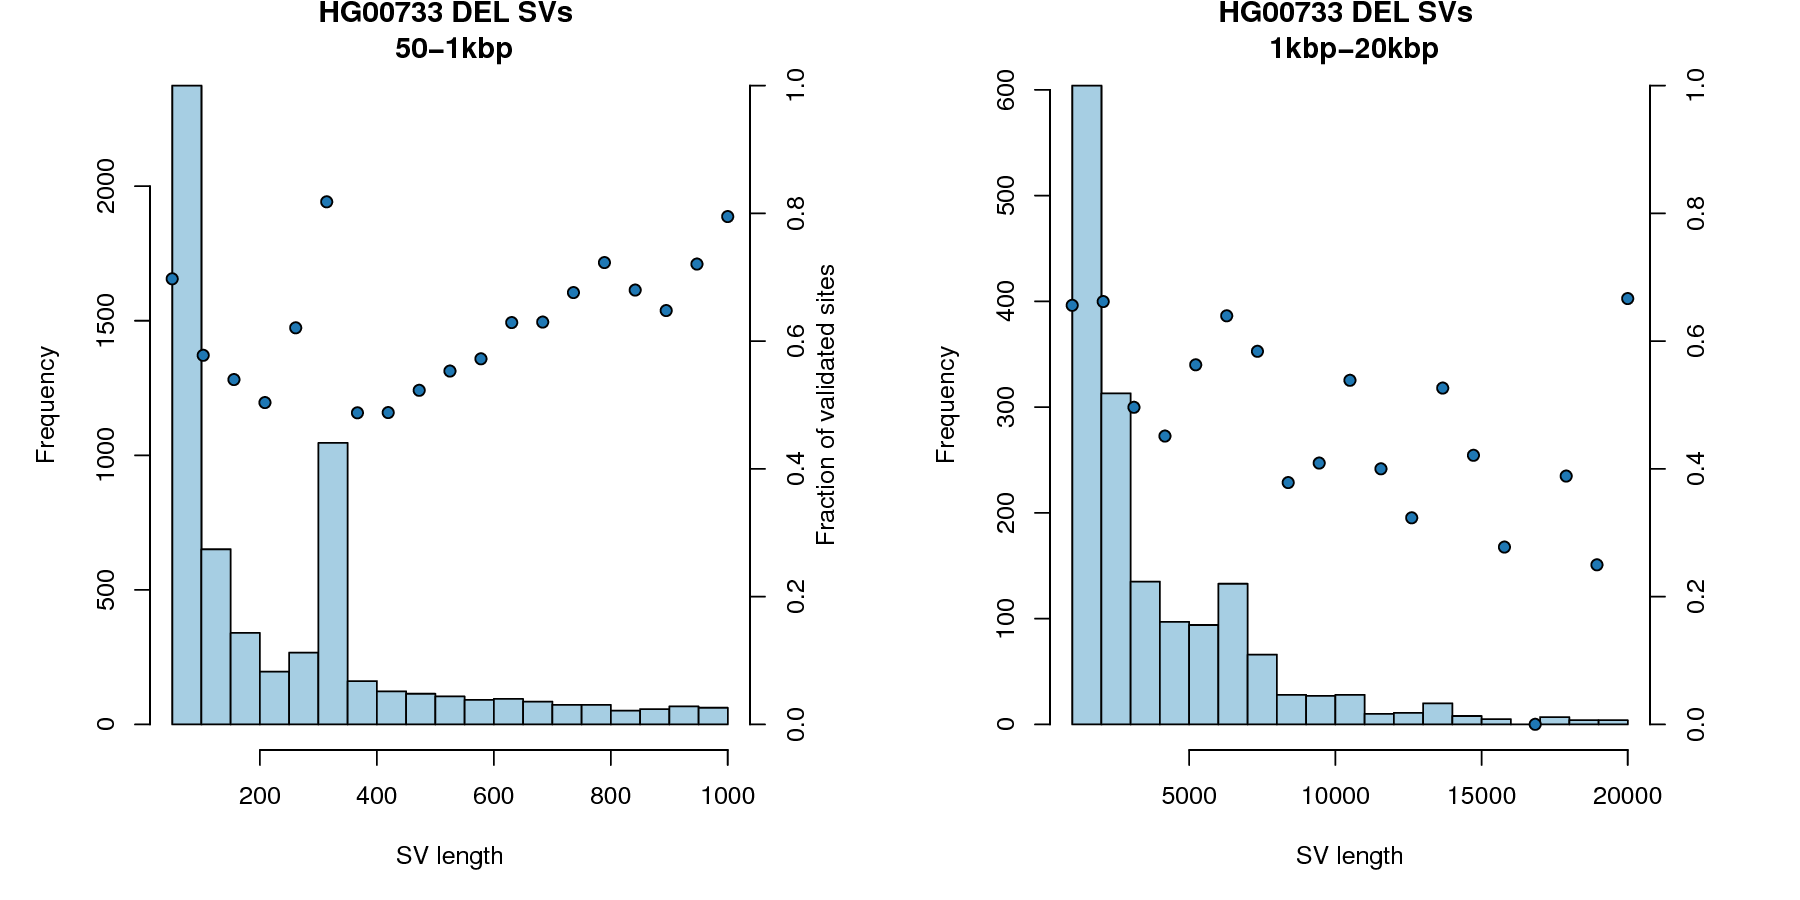 HG00733 DEL SVs
50−1kbp
Frequency
0
500
1000
1500
2000
0.0
0.2
0.4
0.6
0.8
1.0
Fraction of validated sites
200 400 600 800 1000
SV length
HG00733 DEL SVs
1kbp−20kbp
Frequency
0
100
200
300
400
500
600
0.0
0.2
0.4
0.6
0.8
1.0
5000 10000 15000 20000
SV length